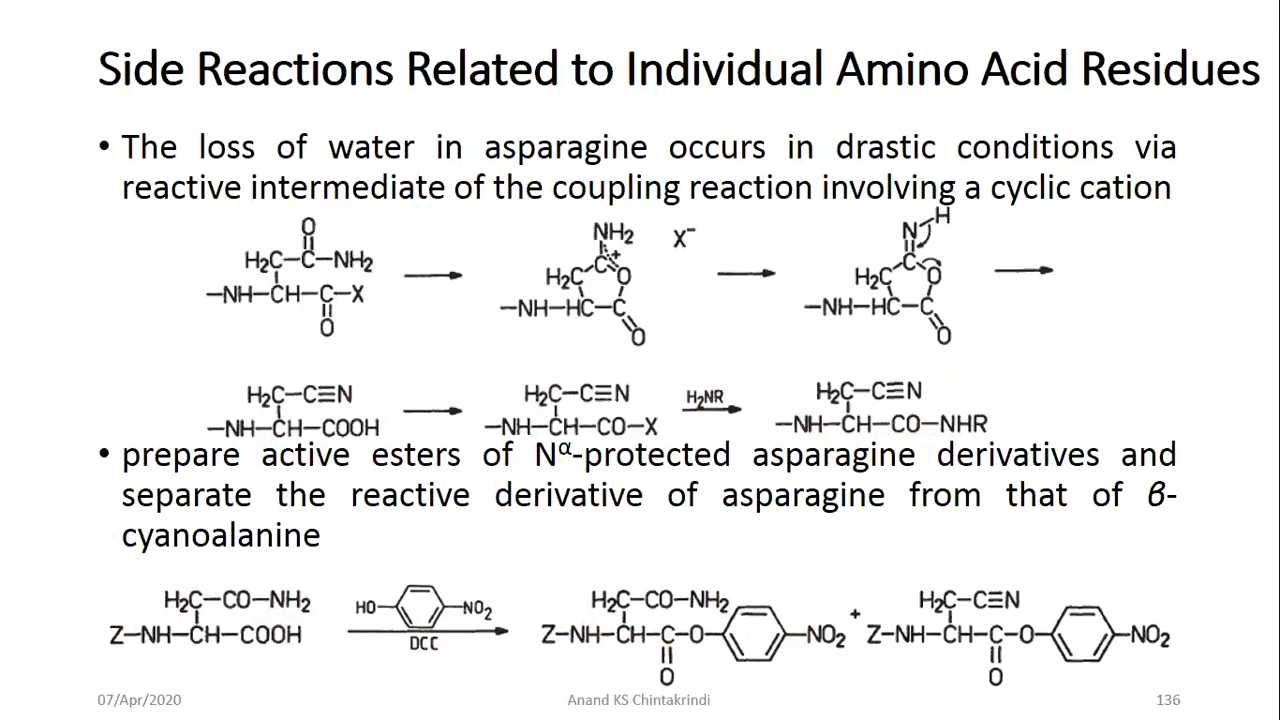 Side Reactions Related to Individual Amino Acid Residues
• The loss of water in asparagine occurs in drastic conditions via
reactive intermediate of the coupling reaction involving a cyclic cation
O
H₂C–C–NH₂
–NH–CH–C–X
O
NH₂ X⁻
C+
H₂C O
–NH–HC–C
O
H
N
C
H₂C O
–NH–HC–C
O
H₂C–C≡N
–NH–CH–COOH
H₂C–C≡N
–NH–CH–CO–X
H₂NR
H₂C–C≡N
–NH–CH–CO–NHR
• prepare active esters of Nα-protected asparagine derivatives and
separate the reactive derivative of asparagine from that of β-
cyanoalanine
H₂C–CO–NH₂
Z–NH–CH–COOH
HO– –NO₂
DCC
H₂C–CO–NH₂
Z–NH–CH–C–O– –NO₂
O
+
H₂C–C≡N
Z–NH–CH–C–O– –NO₂
O
07/Apr/2020 Anand KS Chintakrindi 136